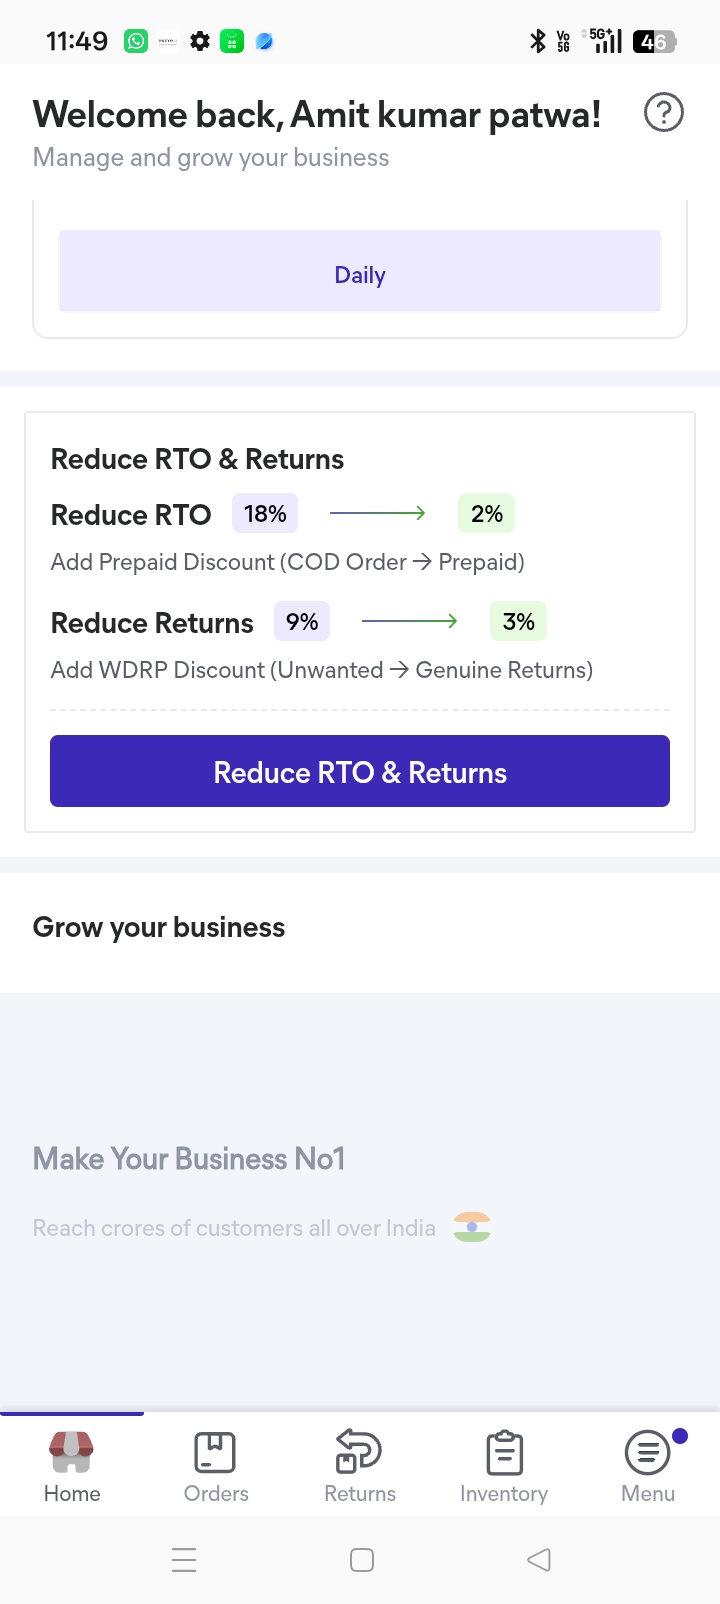 11:49
Vo
5G
5G+
46
Welcome back, Amit kumar patwa!
Manage and grow your business
Daily
Reduce RTO & Returns
Reduce RTO 18% 2%
Add Prepaid Discount (COD Order → Prepaid)
Reduce Returns 9% 3%
Add WDRP Discount (Unwanted → Genuine Returns)
Reduce RTO & Returns
Grow your business
Make Your Business No1
Reach crores of customers all over India
Home Orders Returns Inventory Menu